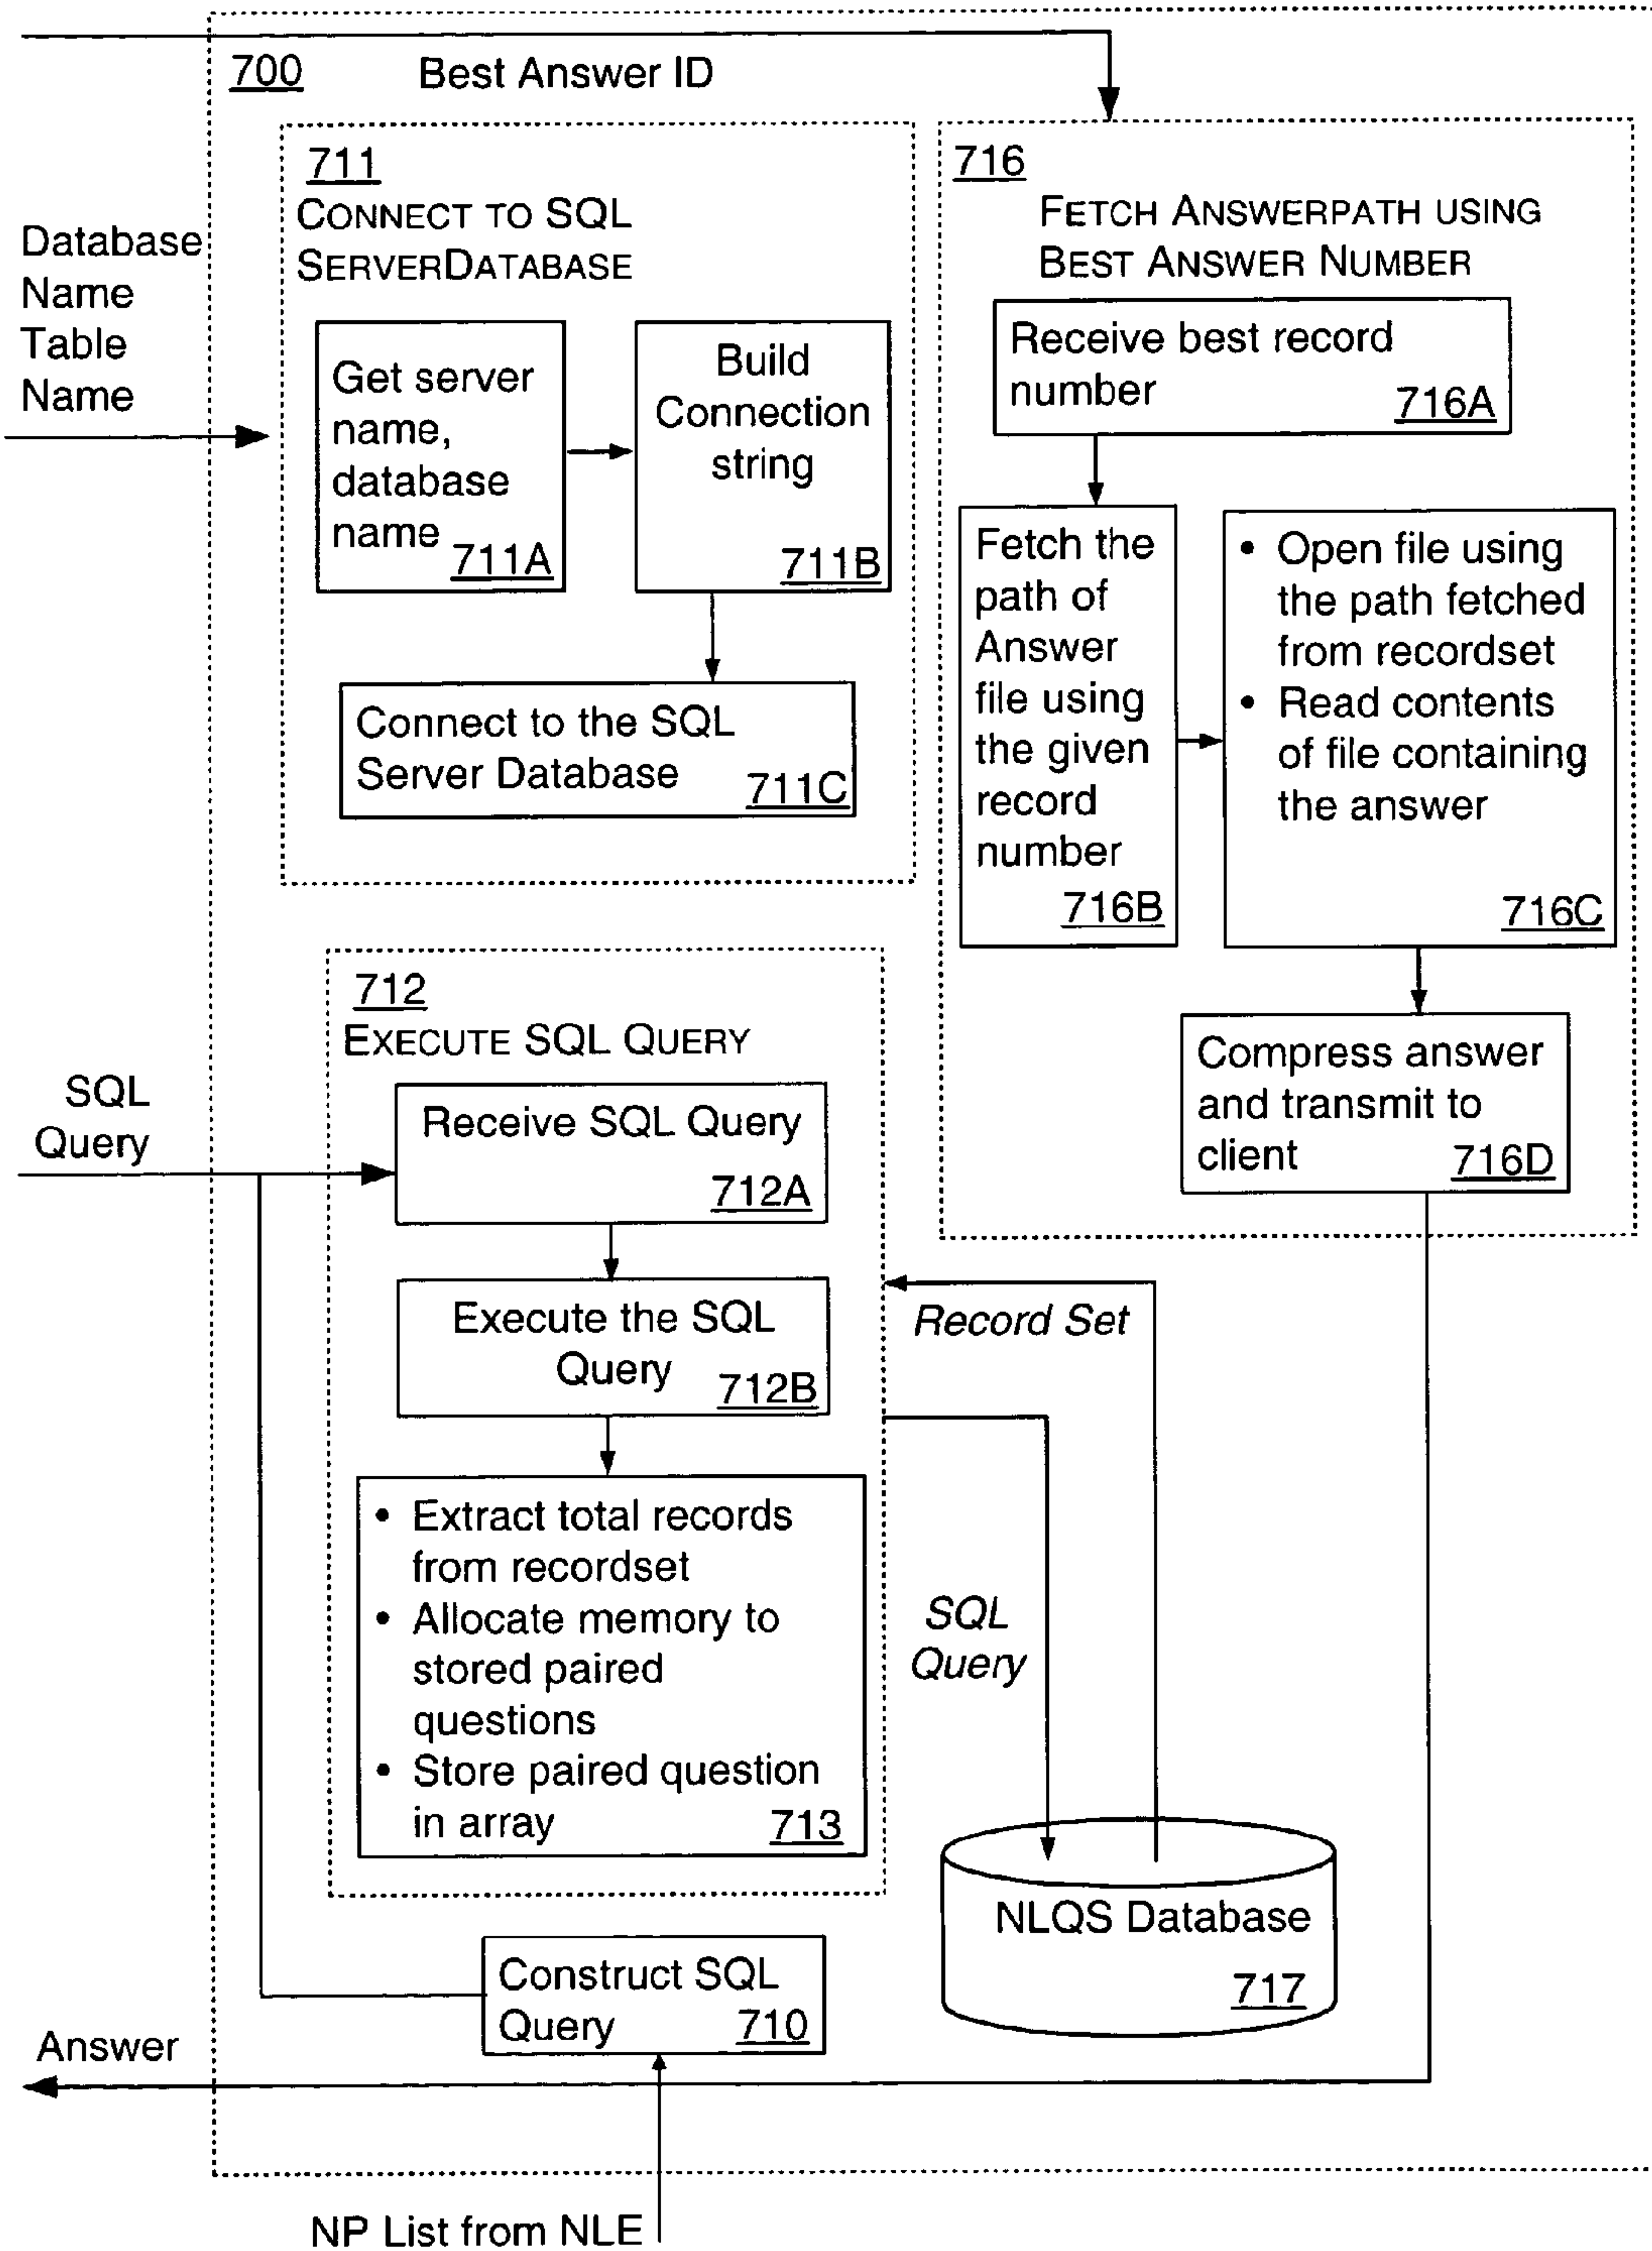 700
Best Answer ID
Database
Name
Table
Name
711
CONNECT TO SQL
SERVERDATABASE
Get server
name,
database
name
711A
Build
Connection
string
711B
Connect to the SQL
Server Database
711C
716
FETCH ANSWERPATH USING
BEST ANSWER NUMBER
Receive best record
number
716A
Fetch the
path of
Answer
file using
the given
record
number
716B
• Open file using
the path fetched
from recordset
• Read contents
of file containing
the answer
716C
Compress answer
and transmit to
client
716D
SQL
Query
712
EXECUTE SQL QUERY
Receive SQL Query
712A
Execute the SQL
Query
712B
• Extract total records
from recordset
• Allocate memory to
stored paired
questions
• Store paired question
in array
713
Record Set
SQL
Query
NLQS Database
717
Construct SQL
Query
710
Answer
NP List from NLE